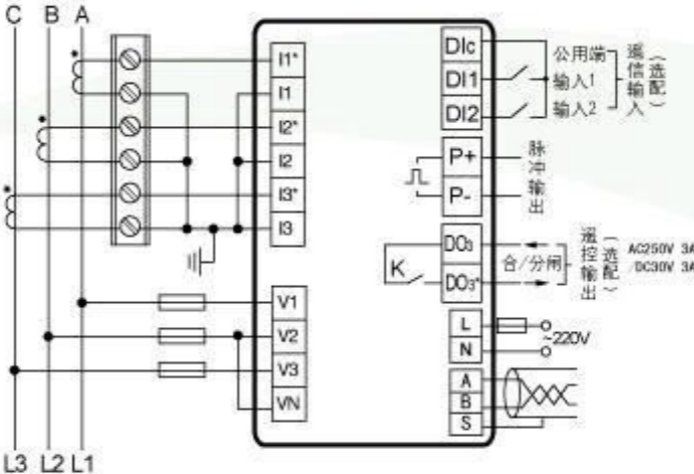 C B A
I1*
I1
I2*
I2
I3*
I3
V1
V2
V3
VN
L3 L2 L1
DIc
DI1
DI2
公用端
输入1
输入2
遥信输入
(选配)
P+
P-
脉冲输出
DO3
DO3*
K
合/分闸
遥控输出
(选配)
AC250V 3A
/DC30V 3A
L
N
~220V
A
B
S